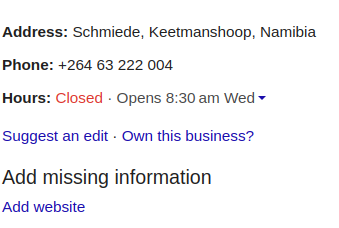 Address: Schmiede, Keetmanshoop, Namibia
Phone: +264 63 222 004
Hours: Closed · Opens 8:30 am Wed
Suggest an edit · Own this business?
Add missing information
Add website